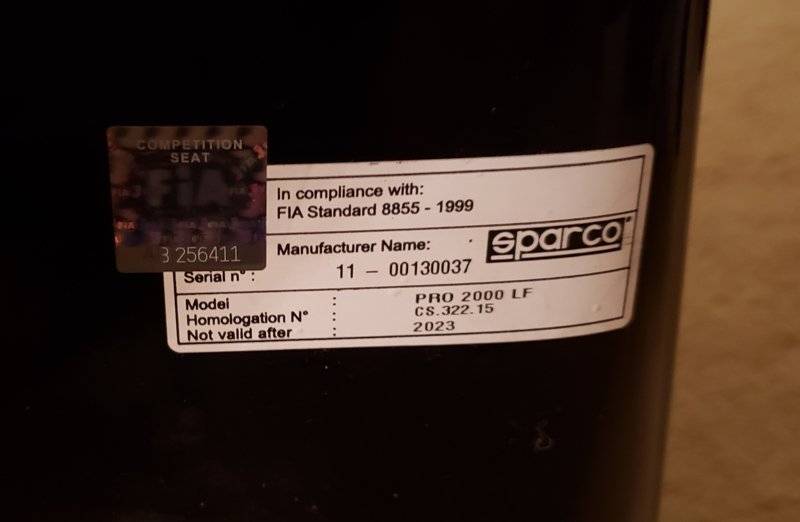 COMPETITION
SEAT
FIA
256411
In compliance with:
FIA Standard 8855 - 1999
Manufacturer Name:
sparco
Serial n° : 11 - 00130037
Model : PRO 2000 LF
Homologation N° : CS.322.15
Not valid after : 2023